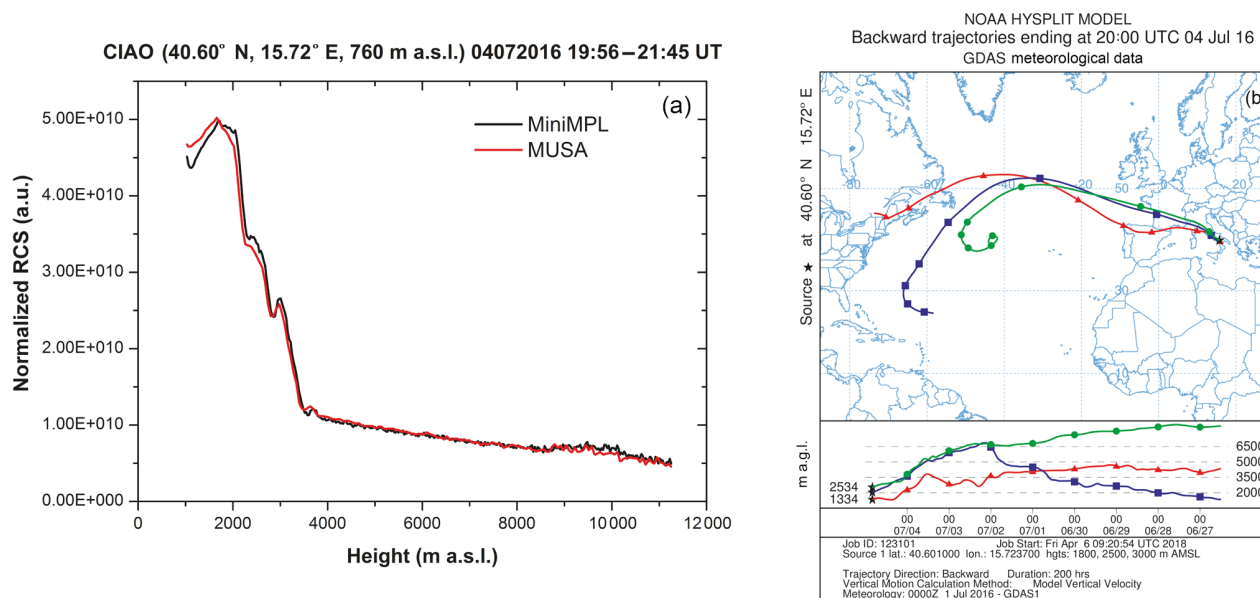 CIAO (40.60° N, 15.72° E, 760 m a.s.l.) 04072016 19:56–21:45 UT
(a)
MiniMPL
MUSA
Normalized RCS (a.u.)
5.00E+010
4.00E+010
3.00E+010
2.00E+010
1.00E+010
0.00E+000
0 2000 4000 6000 8000 10000 12000
Height (m a.s.l.)
NOAA HYSPLIT MODEL
Backward trajectories ending at 20:00 UTC 04 Jul 16
GDAS meteorological data
(b
Source ★ at 40.60° N 15.72° E
60 40 20 50 20
30
m a.g.l.
2534
1334
6500
5000
3500
2000
00 00 00 00 00 00 00 00
07/04 07/03 07/02 07/01 06/30 06/29 06/28 06/27
Job ID: 123101 Job Start: Fri Apr 6 09:20:54 UTC 2018
Source 1 lat.: 40.601000 lon.: 15.723700 hgts: 1800, 2500, 3000 m AMSL
Trajectory Direction: Backward Duration: 200 hrs
Vertical Motion Calculation Method: Model Vertical Velocity
Meteorology: 0000Z 1 Jul 2016 - GDAS1